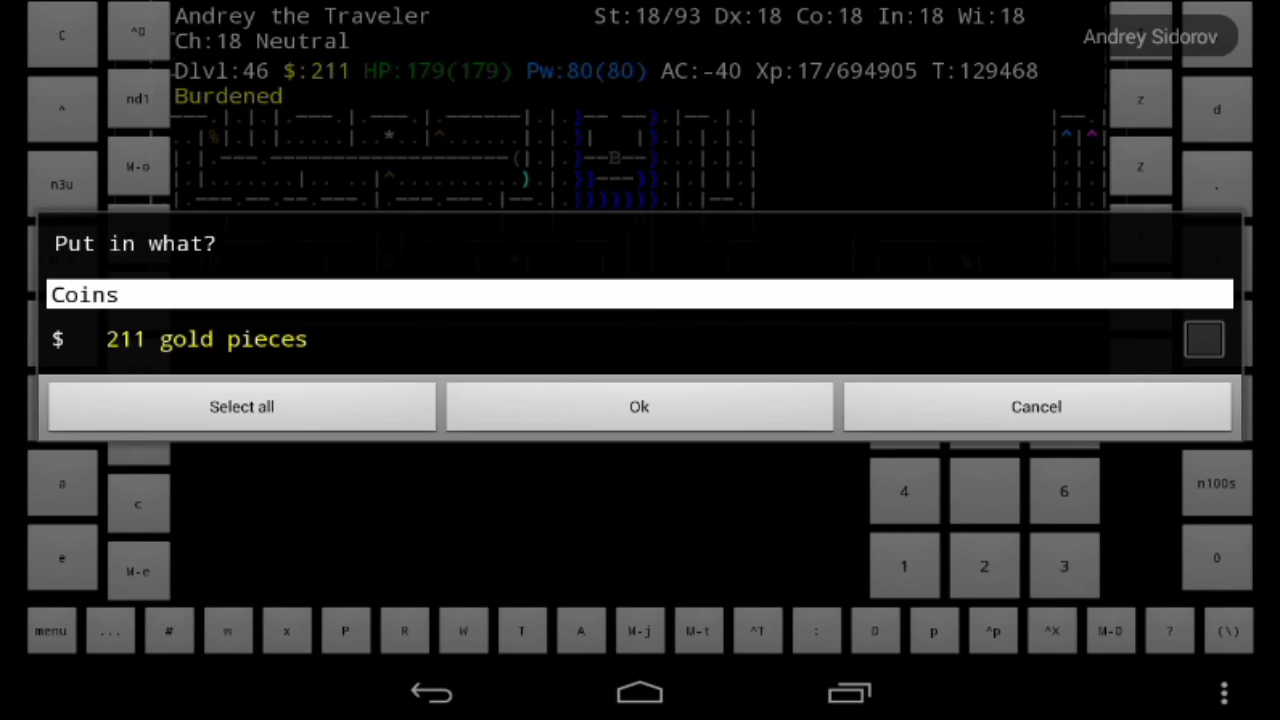 Andrey the Traveler St:18/93 Dx:18 Co:18 In:18 Wi:18
Ch:18 Neutral
Andrey Sidorov
Dlvl:46 $:211 HP:179(179) Pw:80(80) AC:-40 Xp:17/694905 T:129468
Burdened
C
^
n3u
nd1
M-o
z
Z
d
.
Put in what?
Coins
$ 211 gold pieces
Select all Ok Cancel
a
c
e
M-e
4 6
1 2 3
n100s
menu ... # w x P R W T A M-j M-t ^T : D p ^p ^X M-O ? (\)